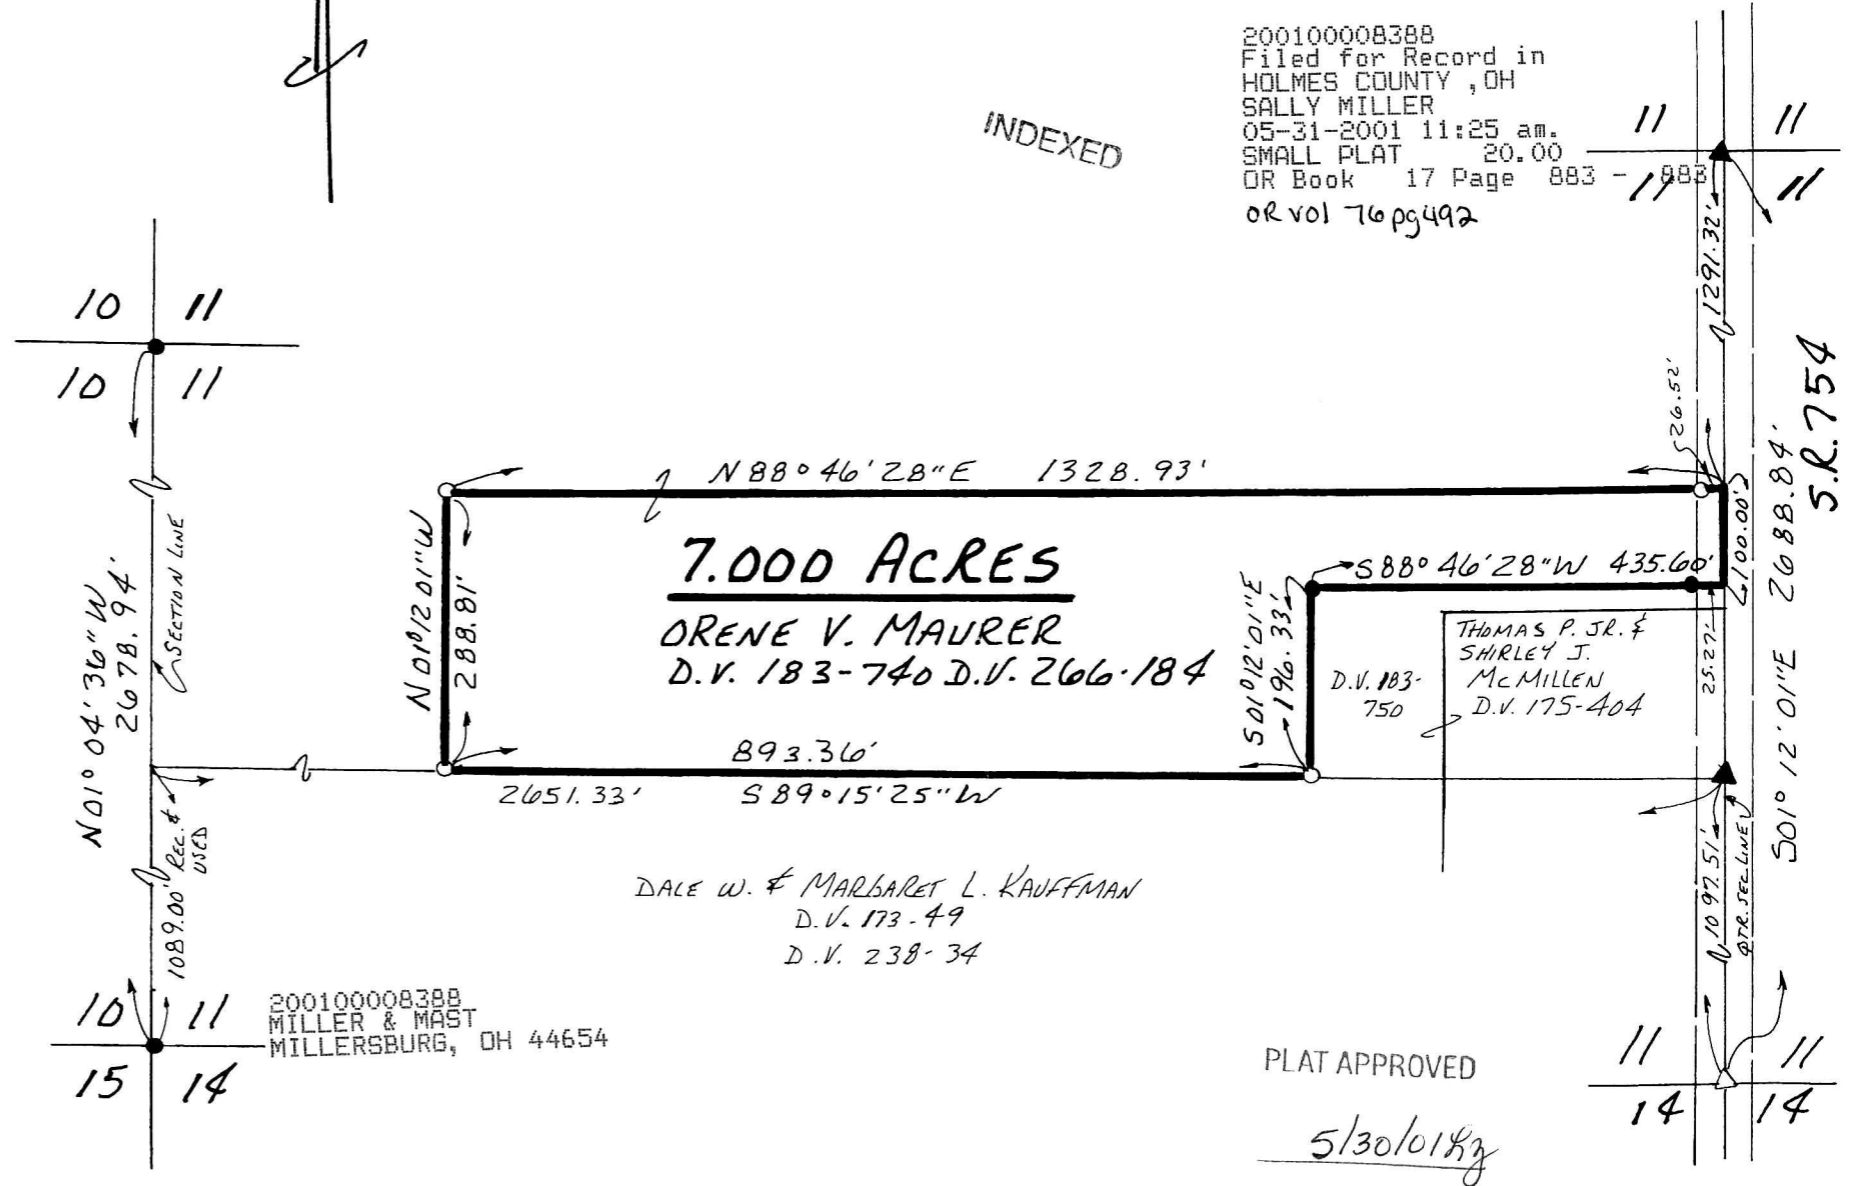 200100008388
Filed for Record in
HOLMES COUNTY , OH
SALLY MILLER
05-31-2001 11:25 am.
SMALL PLAT 20.00
OR Book 17 Page 883 - 883
OR VOl 76 pg 492
INDEXED
11 11
11 11
1291.32'
10 11
10 11
26.52'
S.R. 754
N 88° 46' 28" E 1328.93'
N 01° 12' 01" W
288.81'
7.000 ACRES
ORENE V. MAURER
D.V. 183-740 D.V. 266-184
S 88° 46' 28" W 435.60'
100.00'
S 01° 12' 01" E
196.33'
S 01° 12' 01" E 2688.84'
THOMAS P. JR. &
SHIRLEY J.
McMILLEN
D.V. 175-404
D.V. 183-
750
25.27'
SECTION LINE
N 01° 04' 36" W
2678.94'
893.36'
2651.33' S 89° 15' 25" W
1089.00' REC. &
USED
DALE W. & MARGARET L. KAUFFMAN
D.V. 173-49
D.V. 238-34
1097.51'
QTR. SEC. LINE
10 11
15 14
200100008388
MILLER & MAST
MILLERSBURG, OH 44654
PLAT APPROVED
5/30/01
11 11
14 14